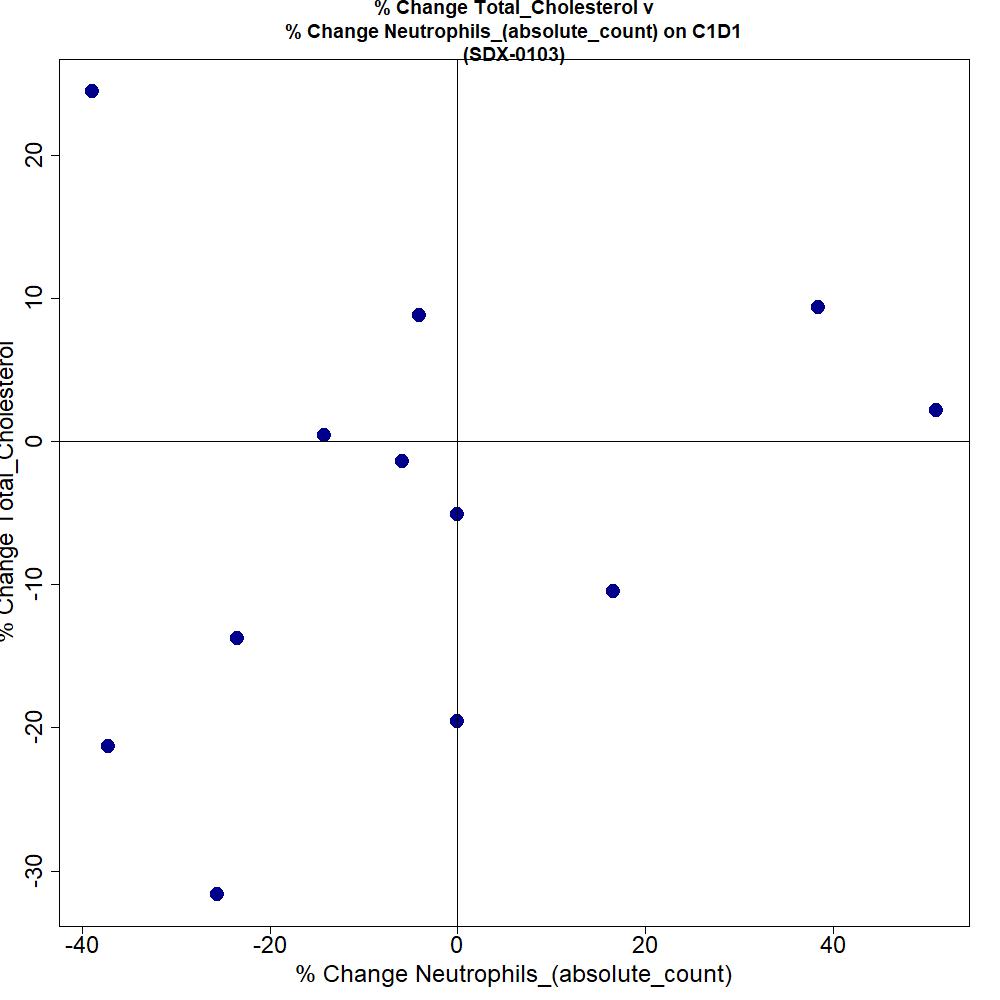 % Change Total_Cholesterol v
% Change Neutrophils_(absolute_count) on C1D1
(SDX-0103)
% Change Total_Cholesterol
20
10
0
-10
-20
-30
-40
-20
0
20
40
% Change Neutrophils_(absolute_count)